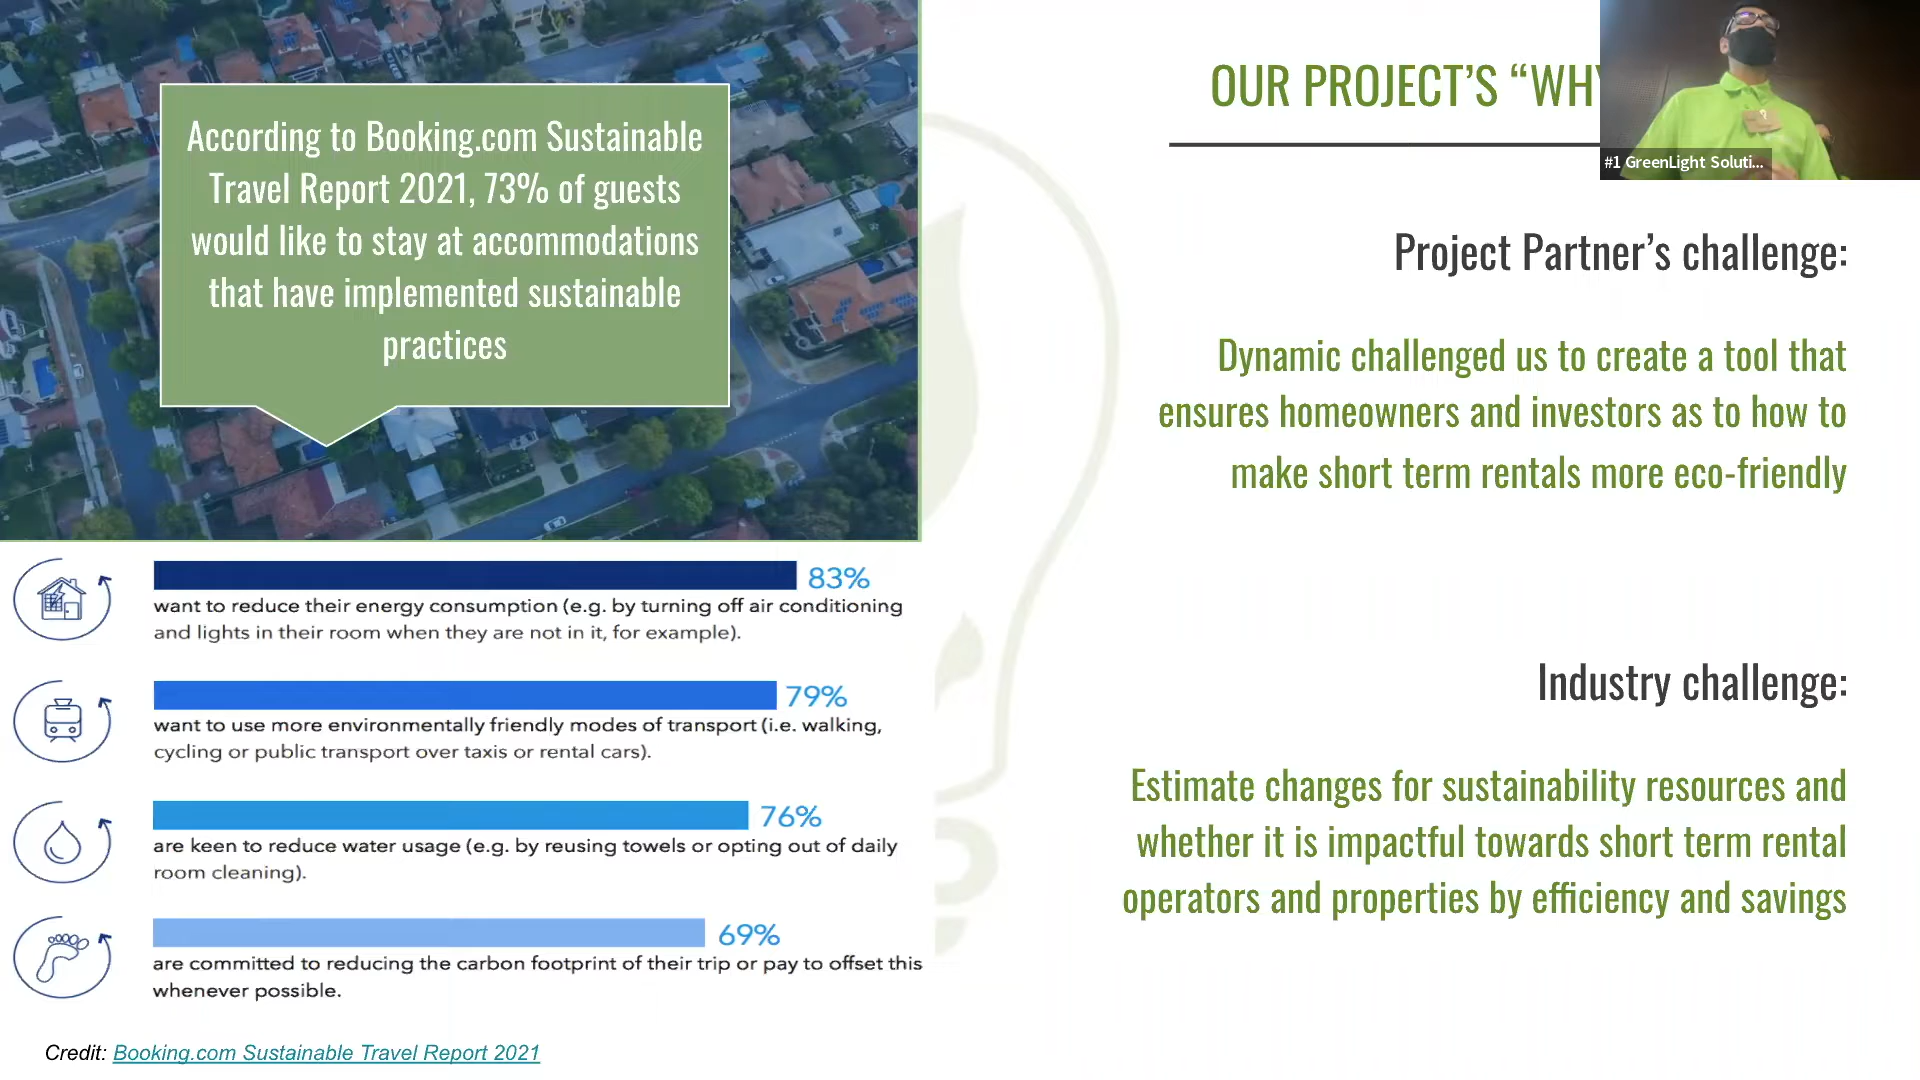 According to Booking.com Sustainable
Travel Report 2021, 73% of guests
would like to stay at accommodations
that have implemented sustainable
practices
83%
want to reduce their energy consumption (e.g. by turning off air conditioning
and lights in their room when they are not in it, for example).
79%
want to use more environmentally friendly modes of transport (i.e. walking,
cycling or public transport over taxis or rental cars).
76%
are keen to reduce water usage (e.g. by reusing towels or opting out of daily
room cleaning).
69%
are committed to reducing the carbon footprint of their trip or pay to offset this
whenever possible.
Credit: Booking.com Sustainable Travel Report 2021
OUR PROJECT’S “WHY
#1 GreenLight Soluti...
Project Partner’s challenge:
Dynamic challenged us to create a tool that
ensures homeowners and investors as to how to
make short term rentals more eco-friendly
Industry challenge:
Estimate changes for sustainability resources and
whether it is impactful towards short term rental
operators and properties by efficiency and savings